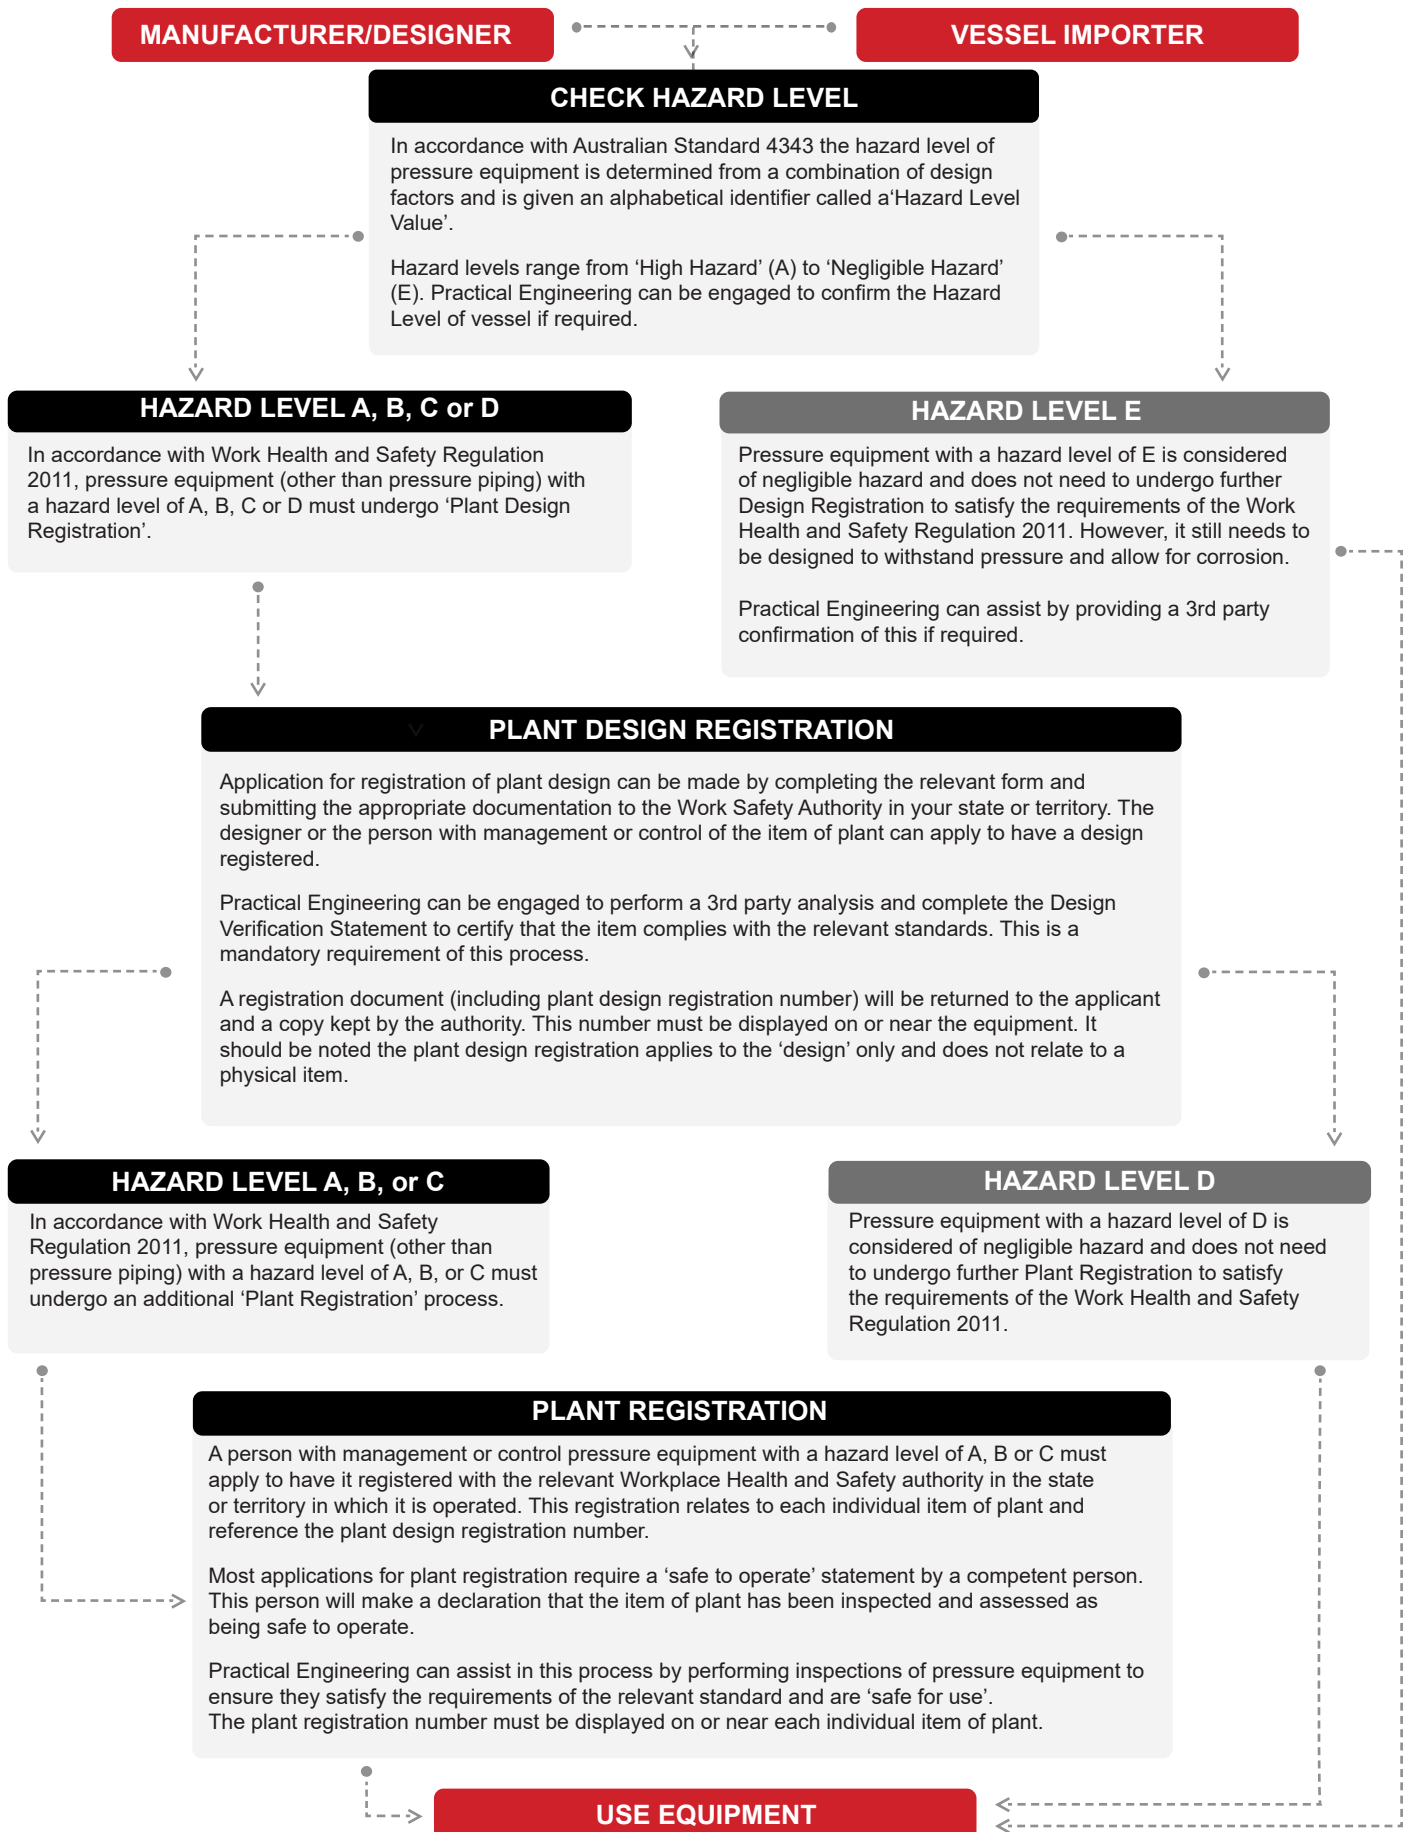 MANUFACTURER/DESIGNER
VESSEL IMPORTER
CHECK HAZARD LEVEL
In accordance with Australian Standard 4343 the hazard level of
pressure equipment is determined from a combination of design
factors and is given an alphabetical identifier called a‘Hazard Level
Value’.
Hazard levels range from ‘High Hazard’ (A) to ‘Negligible Hazard’
(E). Practical Engineering can be engaged to confirm the Hazard
Level of vessel if required.
HAZARD LEVEL A, B, C or D
In accordance with Work Health and Safety Regulation
2011, pressure equipment (other than pressure piping) with
a hazard level of A, B, C or D must undergo ‘Plant Design
Registration’.
HAZARD LEVEL E
Pressure equipment with a hazard level of E is considered
of negligible hazard and does not need to undergo further
Design Registration to satisfy the requirements of the Work
Health and Safety Regulation 2011. However, it still needs to
be designed to withstand pressure and allow for corrosion.
Practical Engineering can assist by providing a 3rd party
confirmation of this if required.
PLANT DESIGN REGISTRATION
Application for registration of plant design can be made by completing the relevant form and
submitting the appropriate documentation to the Work Safety Authority in your state or territory. The
designer or the person with management or control of the item of plant can apply to have a design
registered.
Practical Engineering can be engaged to perform a 3rd party analysis and complete the Design
Verification Statement to certify that the item complies with the relevant standards. This is a
mandatory requirement of this process.
A registration document (including plant design registration number) will be returned to the applicant
and a copy kept by the authority. This number must be displayed on or near the equipment. It
should be noted the plant design registration applies to the ‘design’ only and does not relate to a
physical item.
HAZARD LEVEL A, B, or C
In accordance with Work Health and Safety
Regulation 2011, pressure equipment (other than
pressure piping) with a hazard level of A, B, or C must
undergo an additional ‘Plant Registration’ process.
HAZARD LEVEL D
Pressure equipment with a hazard level of D is
considered of negligible hazard and does not need
to undergo further Plant Registration to satisfy
the requirements of the Work Health and Safety
Regulation 2011.
PLANT REGISTRATION
A person with management or control pressure equipment with a hazard level of A, B or C must
apply to have it registered with the relevant Workplace Health and Safety authority in the state
or territory in which it is operated. This registration relates to each individual item of plant and
reference the plant design registration number.
Most applications for plant registration require a ‘safe to operate’ statement by a competent person.
This person will make a declaration that the item of plant has been inspected and assessed as
being safe to operate.
Practical Engineering can assist in this process by performing inspections of pressure equipment to
ensure they satisfy the requirements of the relevant standard and are ‘safe for use’.
The plant registration number must be displayed on or near each individual item of plant.
USE EQUIPMENT